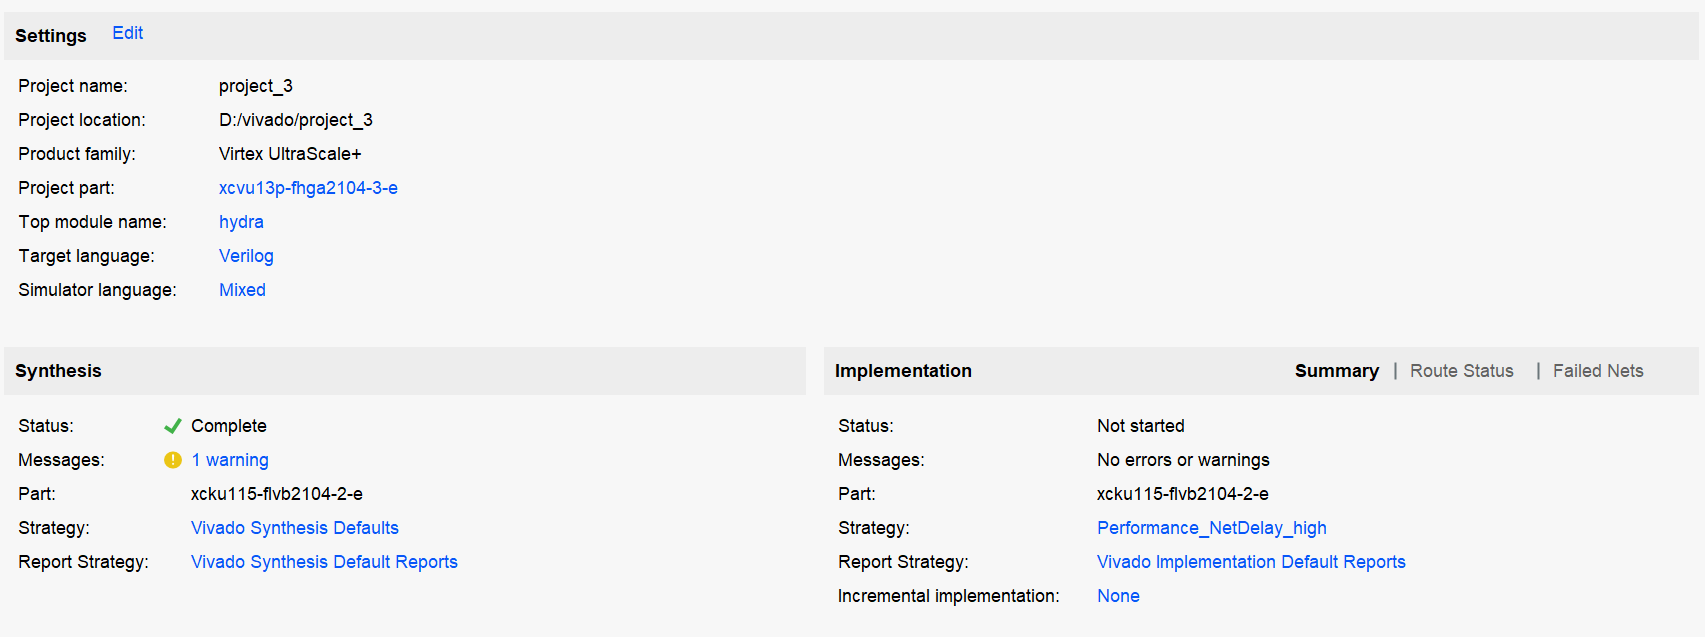 Settings Edit
Project name: project_3
Project location: D:/vivado/project_3
Product family: Virtex UltraScale+
Project part: xcvu13p-fhga2104-3-e
Top module name: hydra
Target language: Verilog
Simulator language: Mixed
Synthesis
Status: Complete
Messages: 1 warning
Part: xcku115-flvb2104-2-e
Strategy: Vivado Synthesis Defaults
Report Strategy: Vivado Synthesis Default Reports
Implementation Summary | Route Status | Failed Nets
Status: Not started
Messages: No errors or warnings
Part: xcku115-flvb2104-2-e
Strategy: Performance_NetDelay_high
Report Strategy: Vivado Implementation Default Reports
Incremental implementation: None